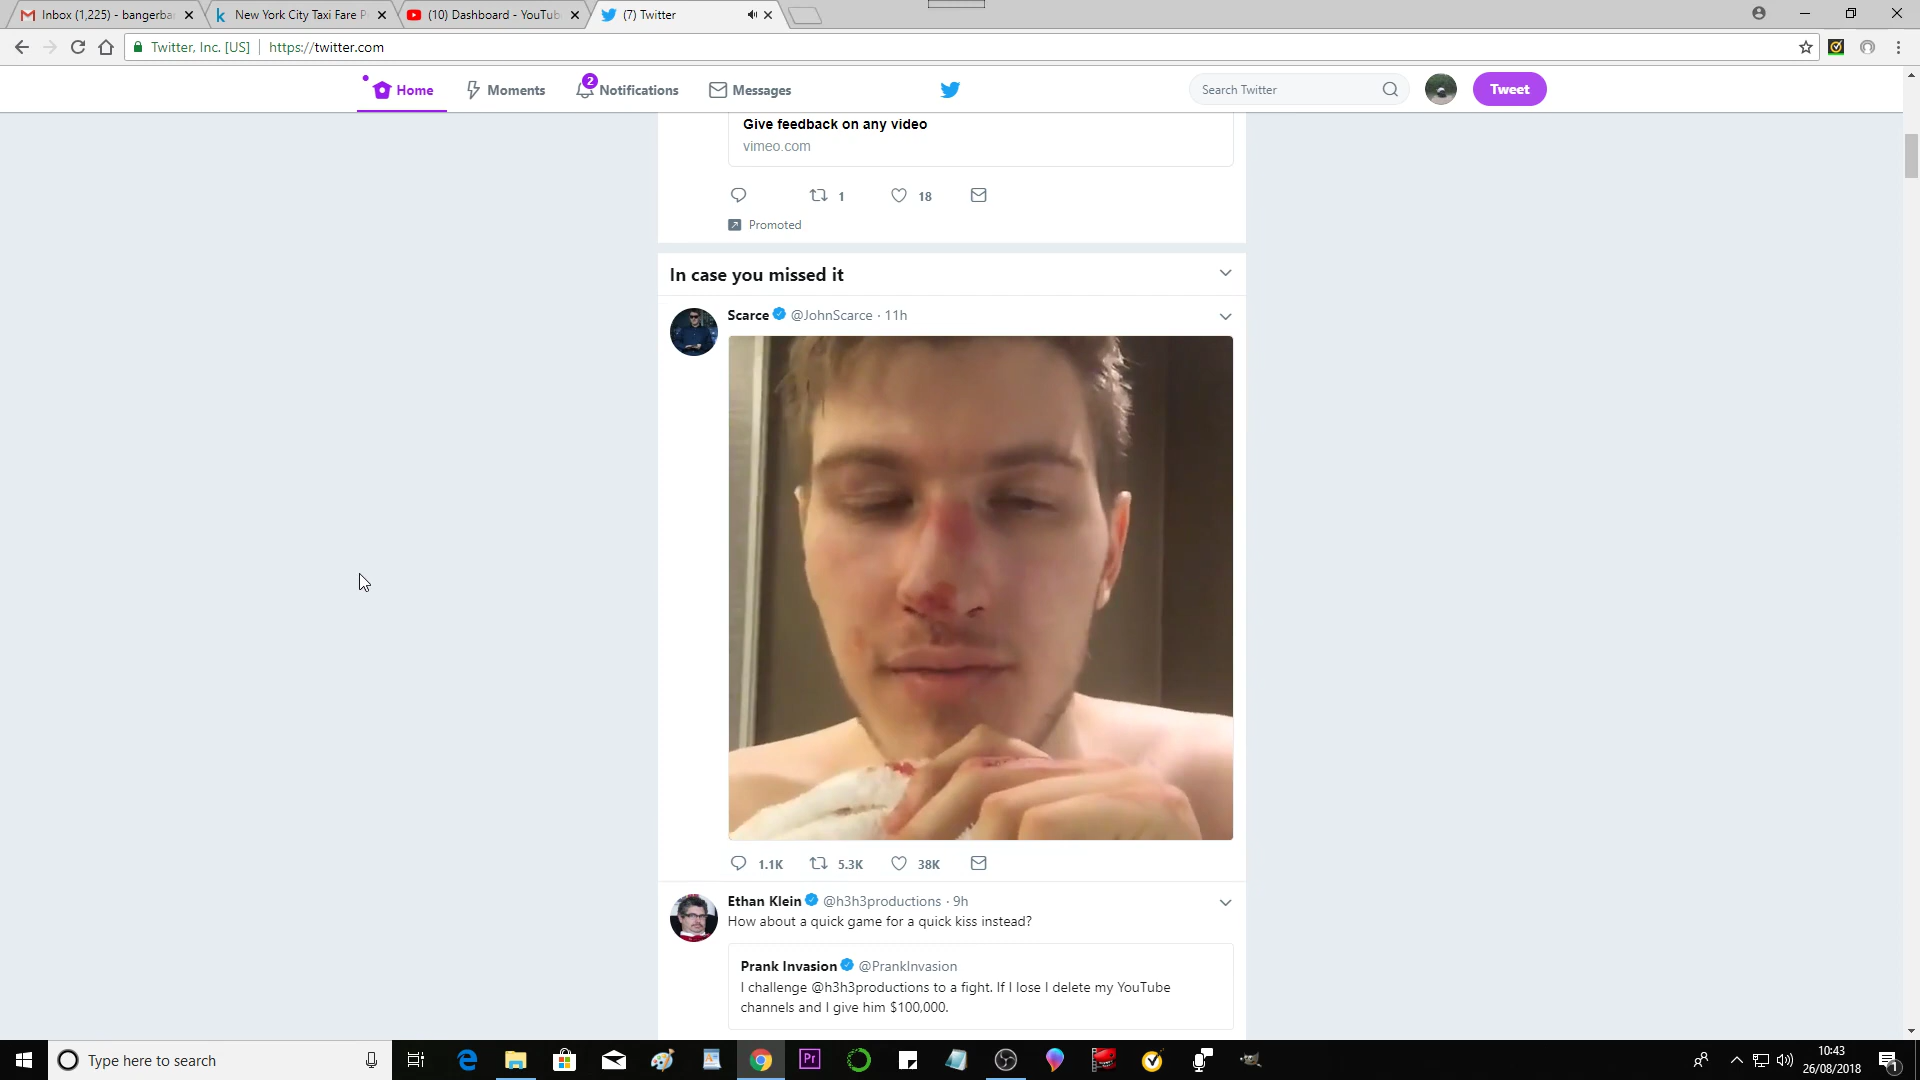 Inbox (1,225) - bangerba
New York City Taxi Fare P
(10) Dashboard - YouTub
(7) Twitter
Twitter, Inc. [US]
https://twitter.com
Home
Moments
2
Notifications
Messages
Search Twitter
Tweet
Give feedback on any video
vimeo.com
1
18
Promoted
In case you missed it
Scarce @JohnScarce · 11h
1.1K
5.3K
38K
Ethan Klein @h3h3productions · 9h
How about a quick game for a quick kiss instead?
Prank Invasion @PrankInvasion
I challenge @h3h3productions to a fight. If I lose I delete my YouTube
channels and I give him $100,000.
Type here to search
Pr
10:43
26/08/2018
1